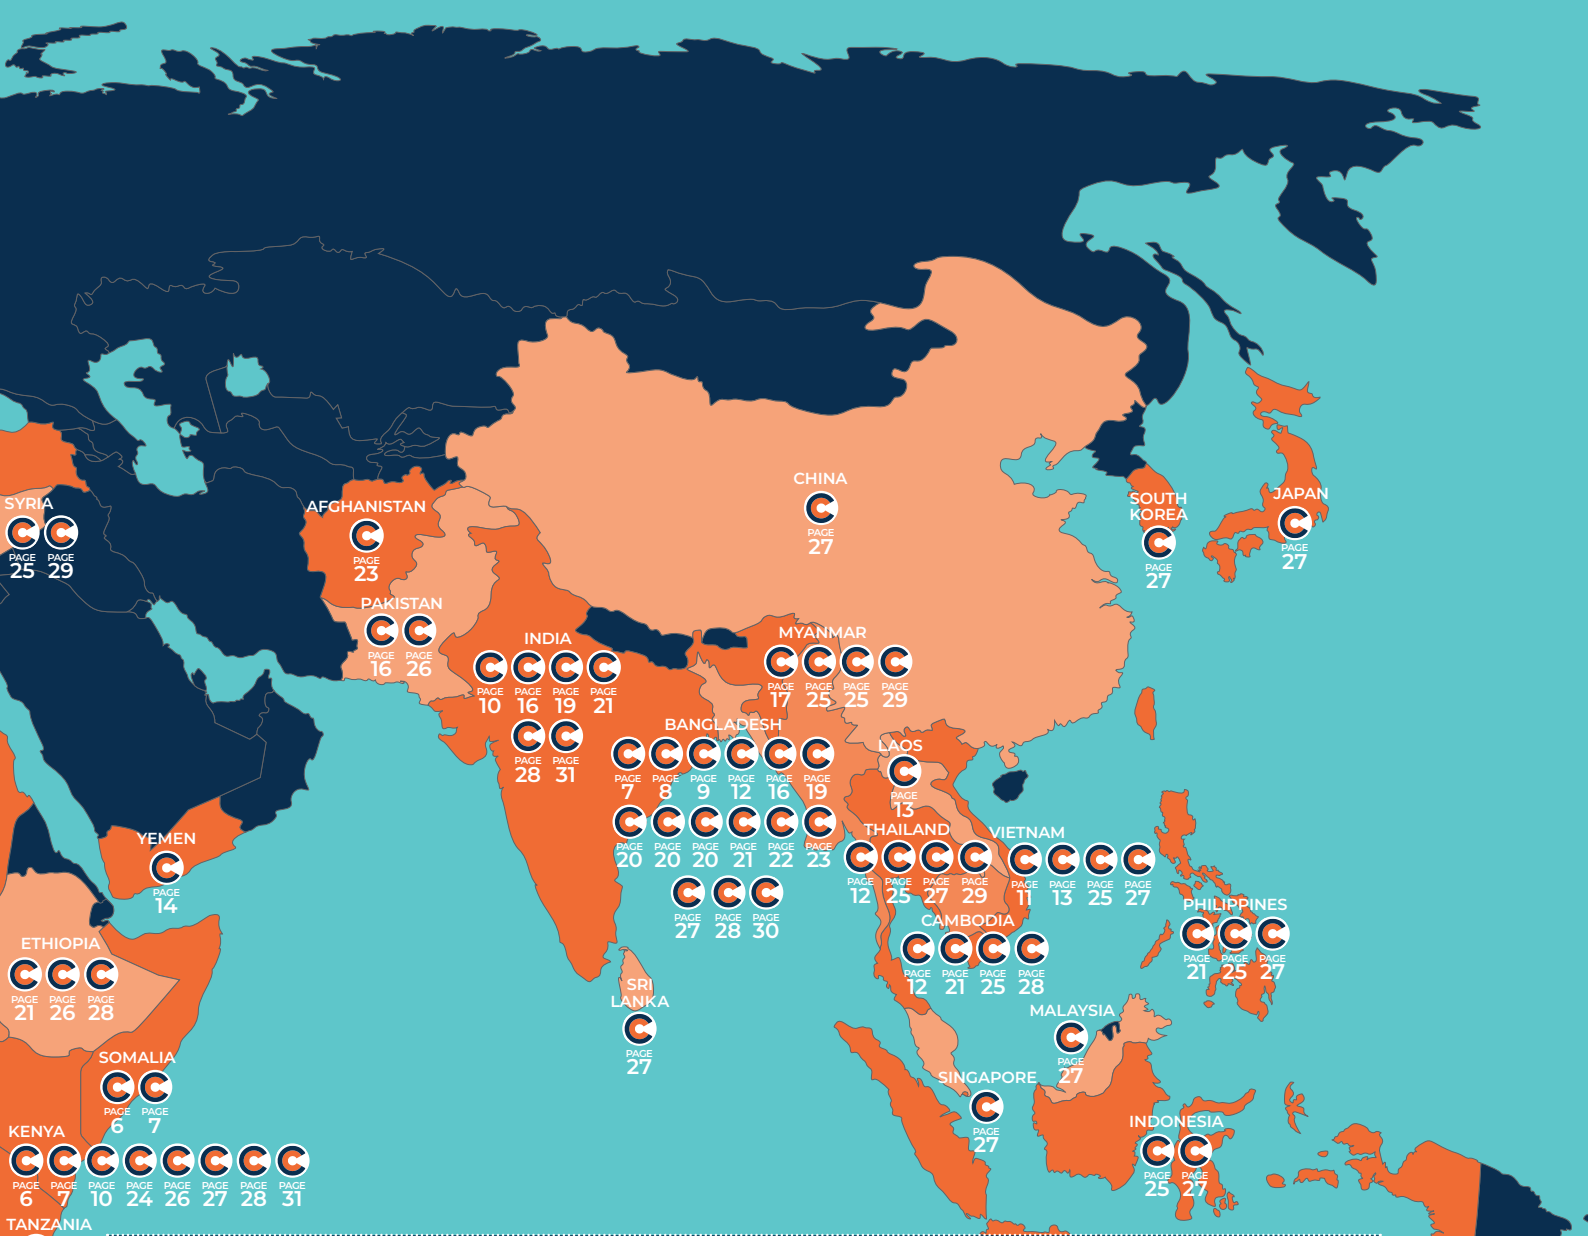 CHINA
PAGE
27
SYRIA
PAGE PAGE
25 29
AFGHANISTAN
PAGE
23
SOUTH
KOREA
PAGE
27
JAPAN
PAGE
27
PAKISTAN
PAGE PAGE
16 26
INDIA
PAGE PAGE PAGE PAGE
10 16 19 21
PAGE PAGE
28 31
MYANMAR
PAGE PAGE PAGE PAGE
17 25 25 29
BANGLADESH
PAGE PAGE PAGE PAGE PAGE PAGE
7 8 9 12 16 19
PAGE PAGE PAGE PAGE PAGE PAGE
20 20 20 21 22 23
PAGE PAGE PAGE
27 28 30
LAOS
PAGE
13
THAILAND
PAGE PAGE PAGE PAGE
12 25 27 29
VIETNAM
PAGE PAGE PAGE PAGE
11 13 25 27
YEMEN
PAGE
14
CAMBODIA
PAGE PAGE PAGE PAGE
12 21 25 28
PHILIPPINES
PAGE PAGE PAGE
21 25 27
ETHIOPIA
PAGE PAGE PAGE
21 26 28
SRI
LANKA
PAGE
27
MALAYSIA
PAGE
27
SOMALIA
PAGE PAGE
6 7
SINGAPORE
PAGE
27
INDONESIA
PAGE PAGE
25 27
KENYA
PAGE PAGE PAGE PAGE PAGE PAGE PAGE PAGE
6 7 10 24 26 27 28 31
TANZANIA